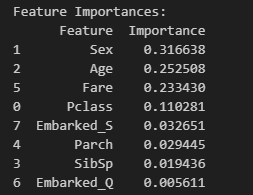 Feature Importances:
Feature Importance
1 Sex 0.316638
2 Age 0.252508
5 Fare 0.233430
0 Pclass 0.110281
7 Embarked_S 0.032651
4 Parch 0.029445
3 SibSp 0.019436
6 Embarked_Q 0.005611